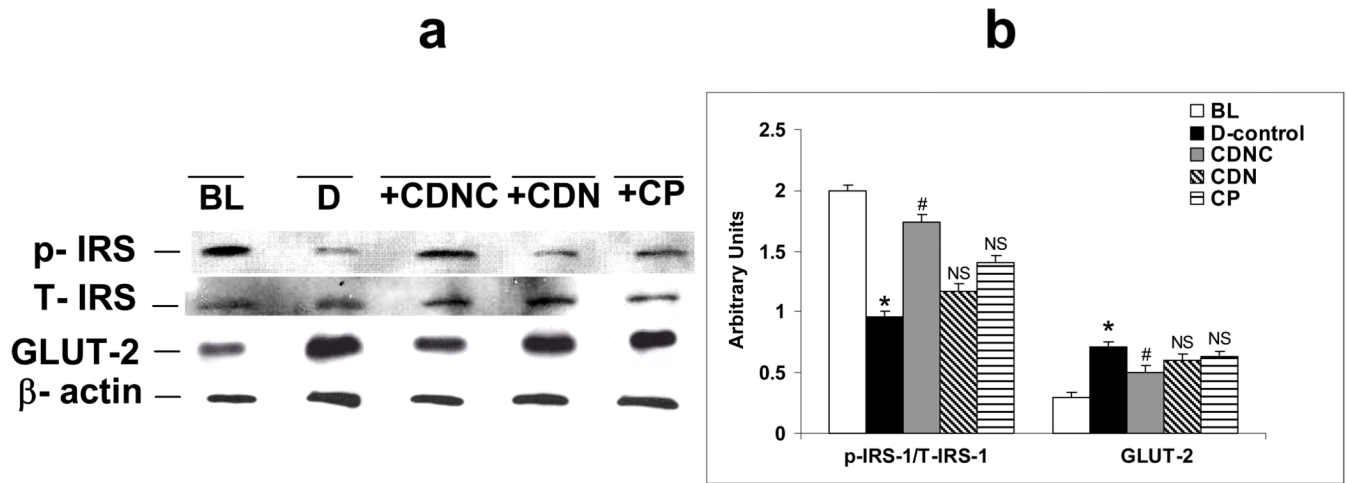 a
b
BL D +CDNC +CDN +CP
p- IRS
T- IRS
GLUT-2
β- actin
BL
D-control
CDNC
CDN
CP
Arbitrary Units
2.5
2
1.5
1
0.5
0
* # NS NS
* # NS NS
p-IRS-1/T-IRS-1 GLUT-2